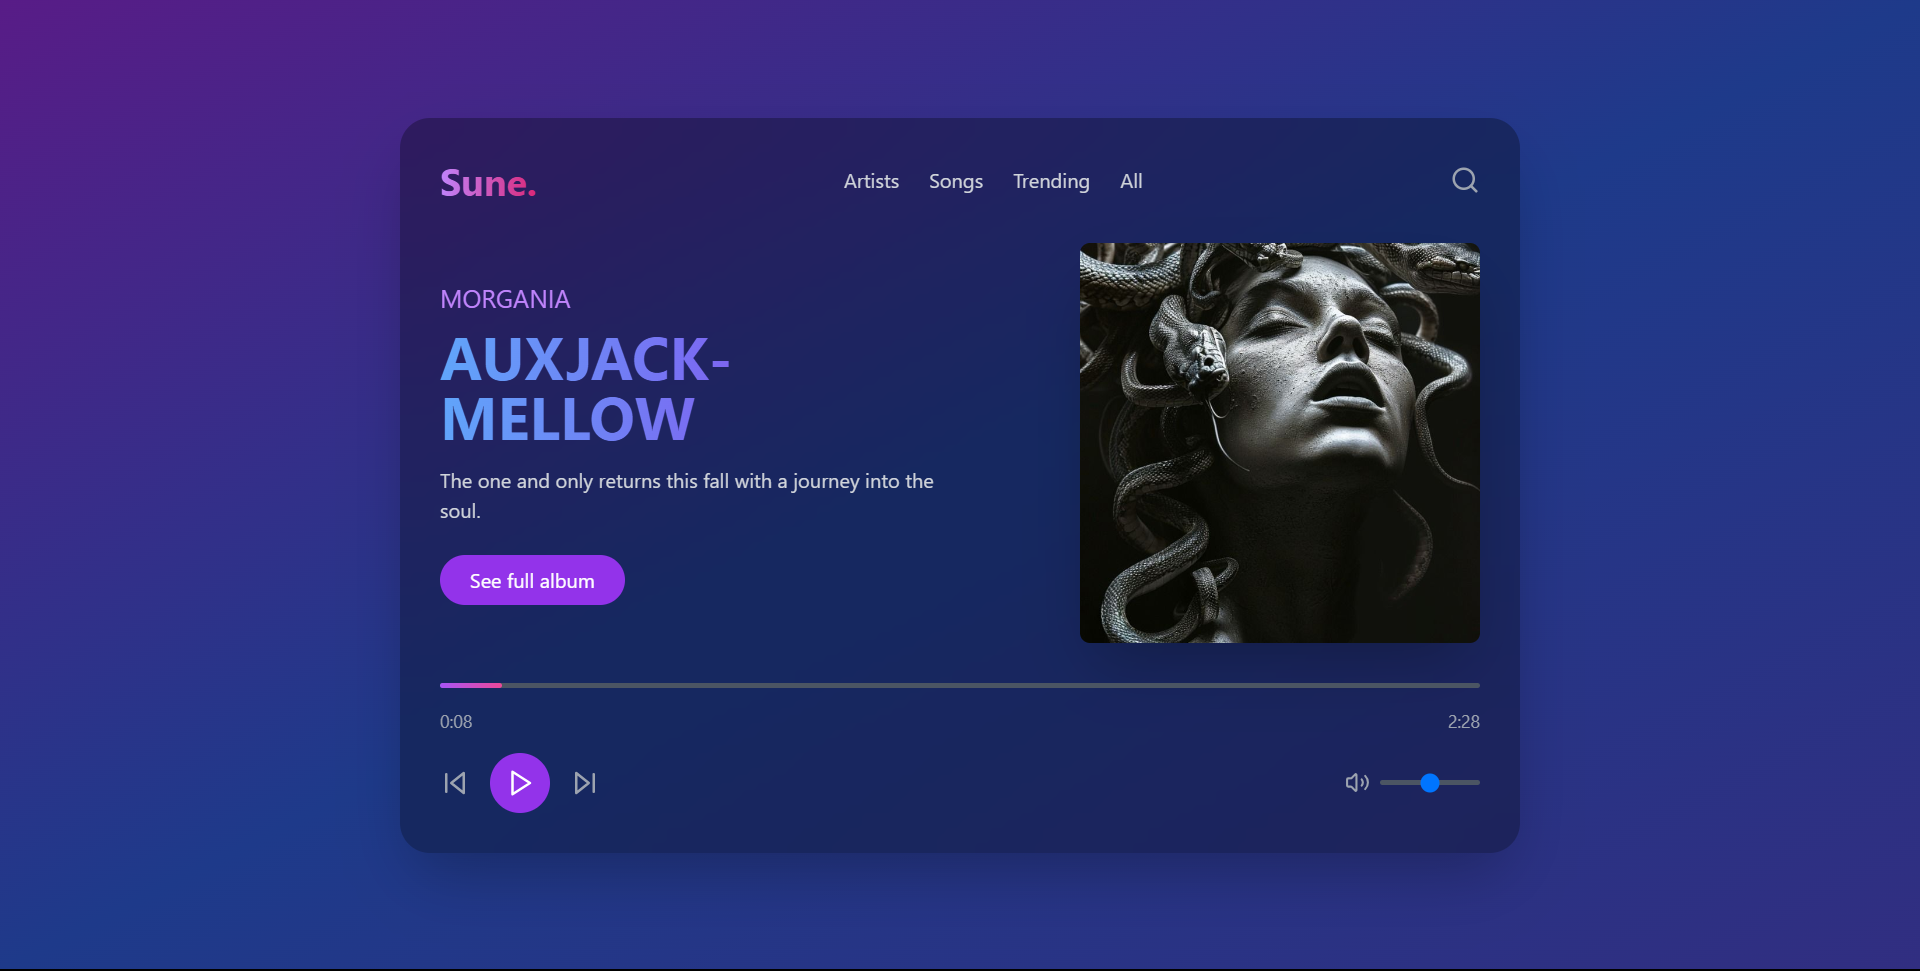 Sune.
Artists Songs Trending All
MORGANIA
AUXJACK-
MELLOW
The one and only returns this fall with a journey into the
soul.
See full album
0:08 2:28